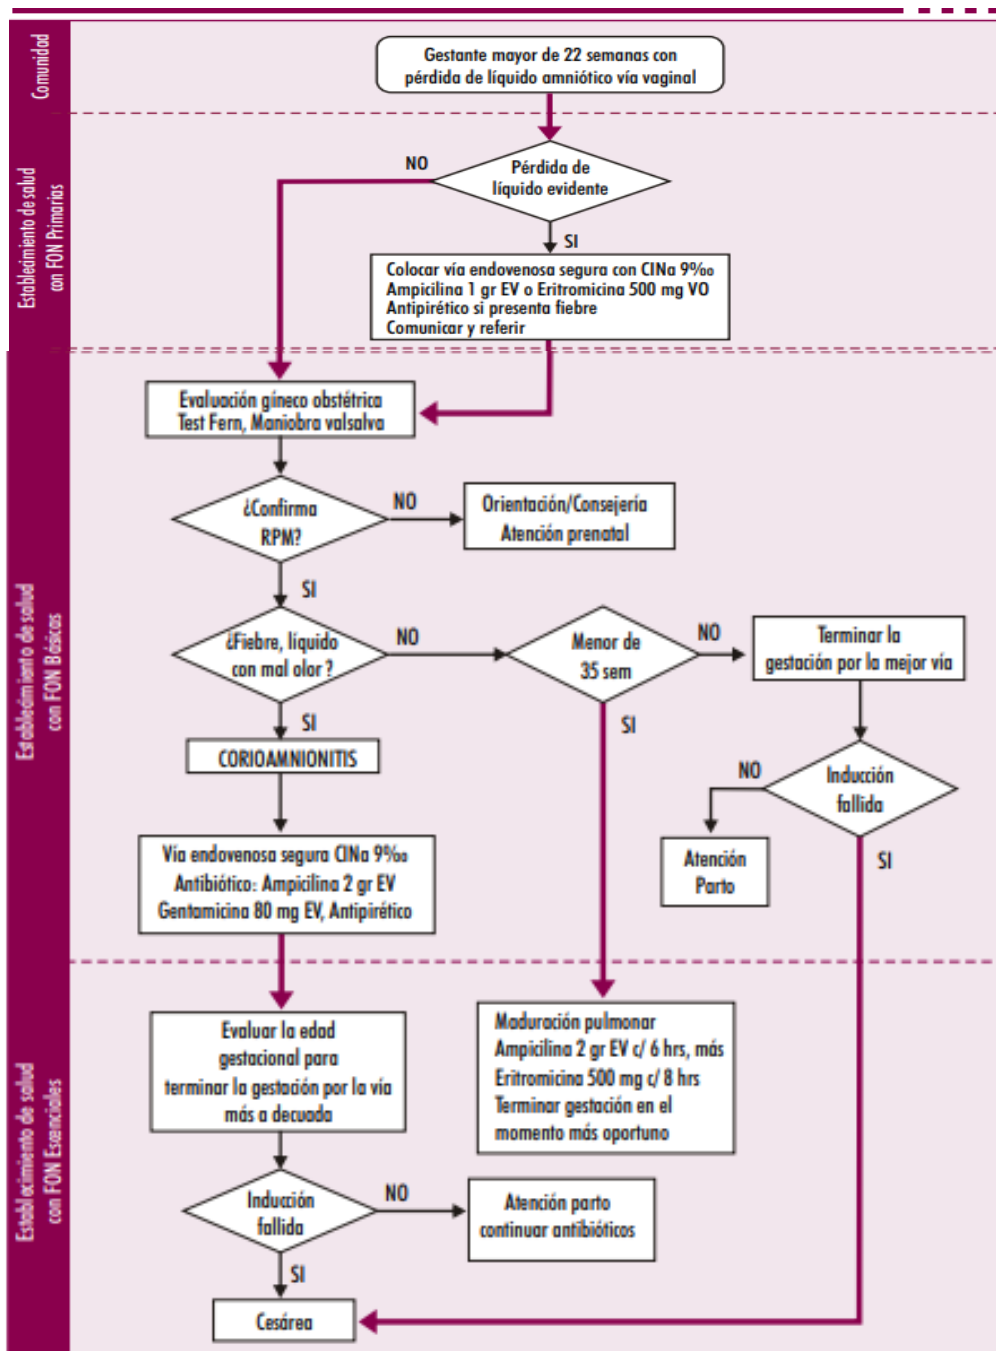 Comunidad
Gestante mayor de 22 semanas con
pérdida de líquido amniótico vía vaginal
Establecimiento de salud
con FON Primarias
NO
Pérdida de
líquido evidente
SI
Colocar vía endovenosa segura con ClNa 9‰
Ampicilina 1 gr EV o Eritromicina 500 mg VO
Antipirético si presenta fiebre
Comunicar y referir
Establecimiento de salud
con FON Básicas
Evaluación gíneco obstétrica
Test Fern, Maniobra valsalva
¿Confirma
RPM?
NO
Orientación/Consejería
Atención prenatal
SI
¿Fiebre, líquido
con mal olor ?
NO
Menor de
35 sem
NO
Terminar la
gestación por la mejor vía
SI
SI
CORIOAMNIONITIS
NO
Inducción
fallida
Vía endovenosa segura ClNa 9‰
Antibiótico: Ampicilina 2 gr EV
Gentamicina 80 mg EV, Antipirético
Atención
Parto
SI
Establecimiento de salud
con FON Escenciales
Evaluar la edad
gestacional para
terminar la gestación por la vía
más a decuada
Maduración pulmonar
Ampicilina 2 gr EV c/ 6 hrs, más
Eritromicina 500 mg c/ 8 hrs
Terminar gestación en el
momento más oportuno
Inducción
fallida
NO
Atención parto
continuar antibióticos
SI
Cesárea